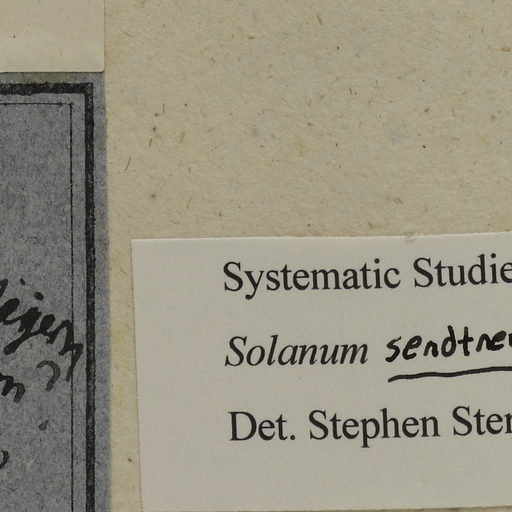 Systematic Studie
Solanum sendtne
Det. Stephen Ster